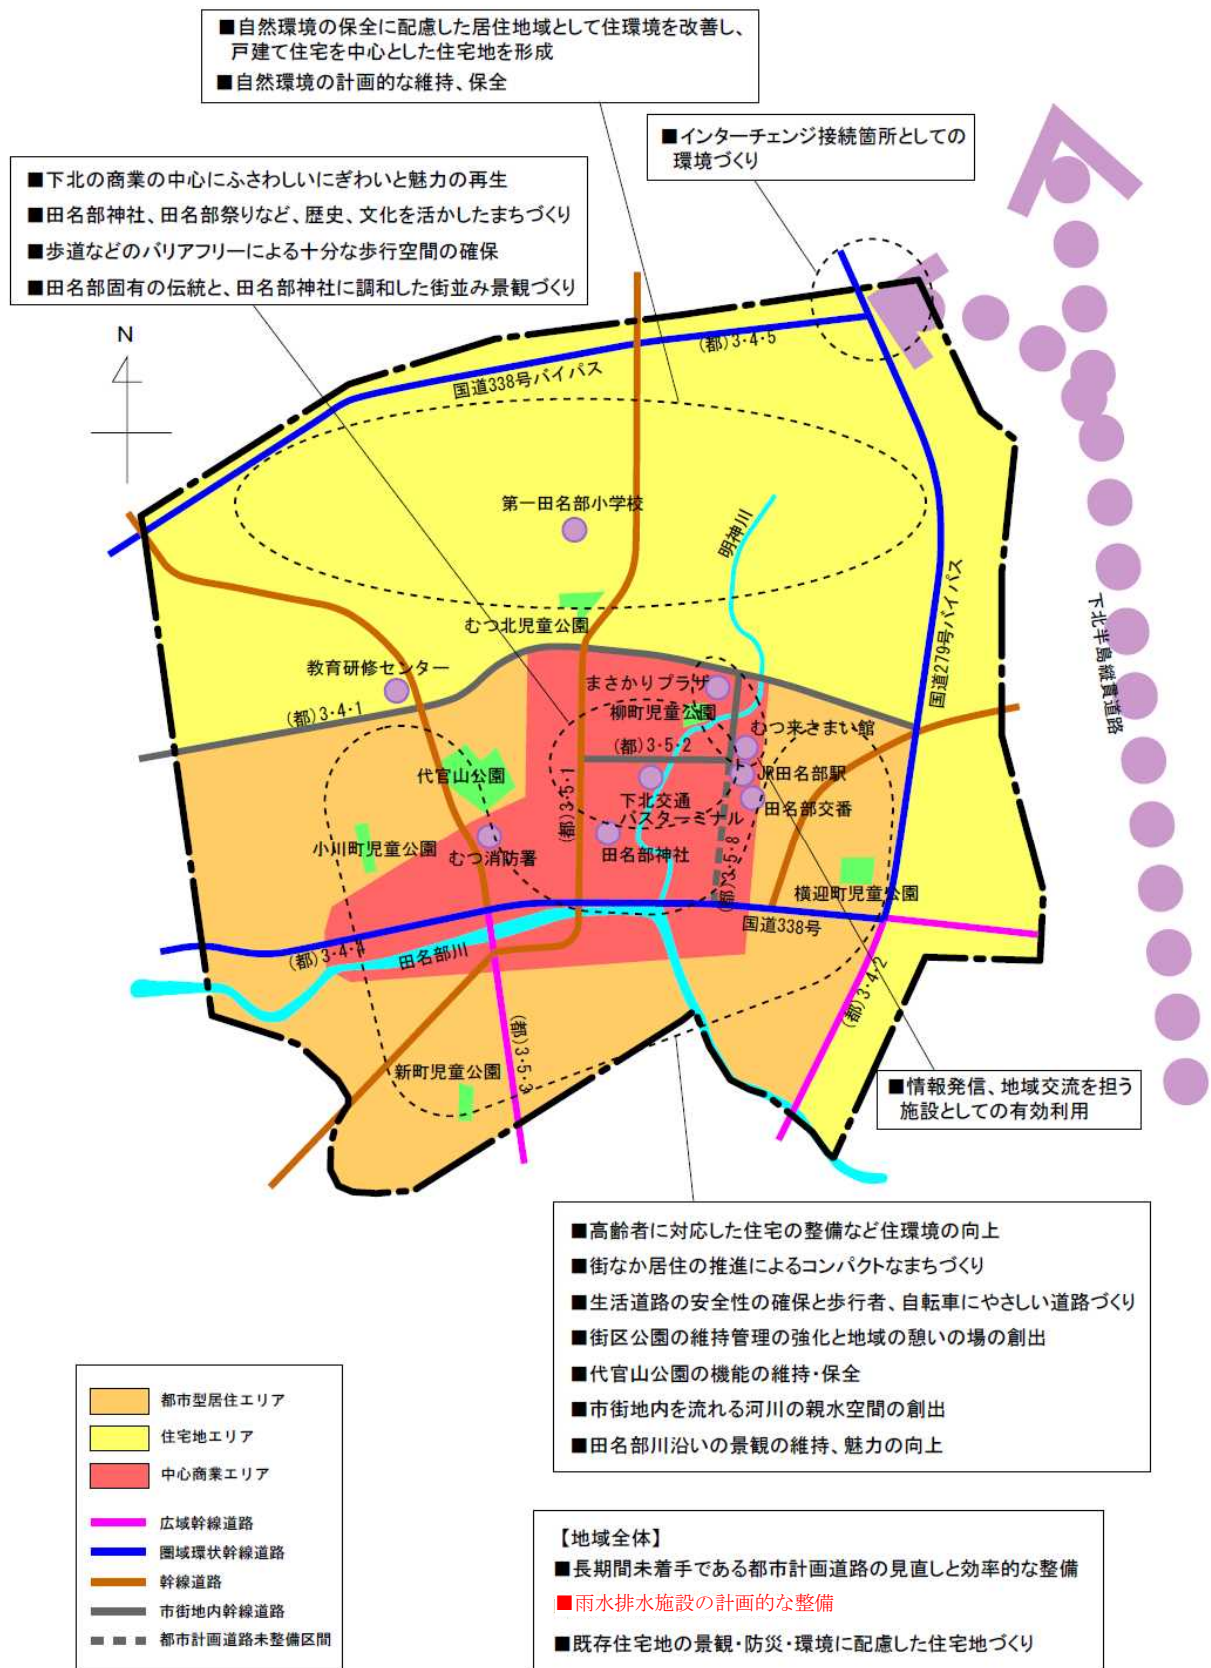 ■自然環境の保全に配慮した居住地域として住環境を改善し、
戸建て住宅を中心とした住宅地を形成
■自然環境の計画的な維持、保全
■インターチェンジ接続箇所としての
環境づくり
■下北の商業の中心にふさわしいにぎわいと魅力の再生
■田名部神社、田名部祭りなど、歴史、文化を活かしたまちづくり
■歩道などのバリアフリーによる十分な歩行空間の確保
■田名部固有の伝統と、田名部神社に調和した街並み景観づくり
N
(都)3・4・5
国道338号バイパス
第一田名部小学校
明神川
国道279号バイパス
下北半島縦貫道路
むつ北児童公園
教育研修センター
まさかりプラザ
(都)3・4・1
柳町児童公園
むつ来さまい館
(都)3・5・2
代官山公園
JR田名部駅
下北交通
バスターミナル
田名部交番
(都)3・5・1
小川町児童公園
むつ消防署
田名部神社
(都)3・5・8
横迎町児童公園
国道338号
(都)3・4・4
田名部川
(都)3・4・2
(都)3・5・3
新町児童公園
■情報発信、地域交流を担う
施設としての有効利用
■高齢者に対応した住宅の整備など住環境の向上
■街なか居住の推進によるコンパクトなまちづくり
■生活道路の安全性の確保と歩行者、自転車にやさしい道路づくり
■街区公園の維持管理の強化と地域の憩いの場の創出
■代官山公園の機能の維持・保全
■市街地内を流れる河川の親水空間の創出
■田名部川沿いの景観の維持、魅力の向上
都市型居住エリア
住宅地エリア
中心商業エリア
広域幹線道路
圏域環状幹線道路
幹線道路
市街地内幹線道路
都市計画道路未整備区間
【地域全体】
■長期間未着手である都市計画道路の見直しと効率的な整備
■雨水排水施設の計画的な整備
■既存住宅地の景観・防災・環境に配慮した住宅地づくり